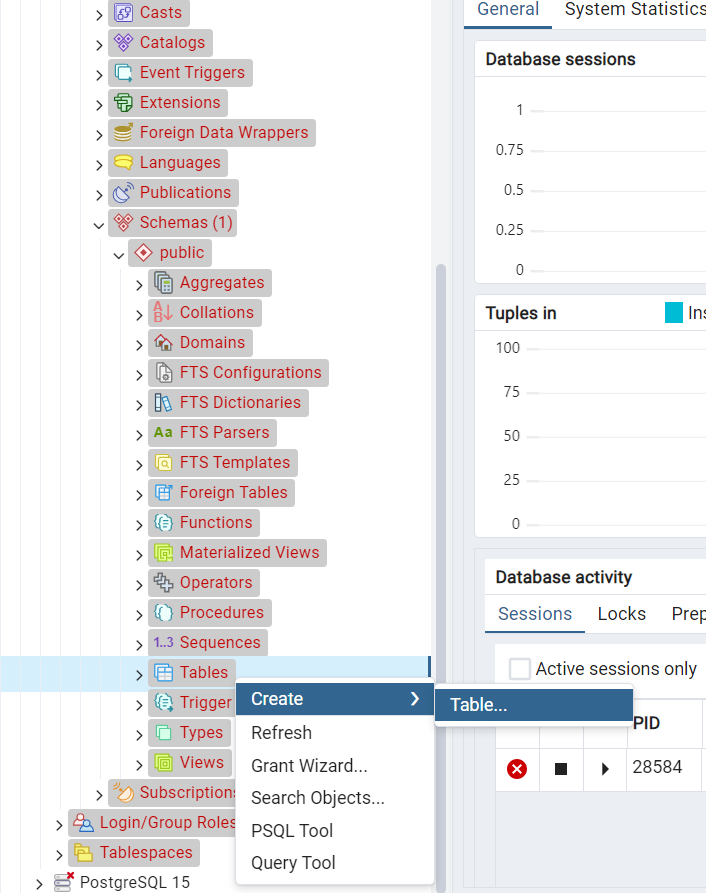 Casts
Catalogs
Event Triggers
Extensions
Foreign Data Wrappers
Languages
Publications
Schemas (1)
public
Aggregates
Collations
Domains
FTS Configurations
FTS Dictionaries
Aa FTS Parsers
FTS Templates
Foreign Tables
Functions
Materialized Views
Operators
Procedures
1..3 Sequences
Tables
Trigger
Types
Views
Subscriptions
Login/Group Roles
Tablespaces
PostgreSQL 15
Create
Refresh
Grant Wizard...
Search Objects...
PSQL Tool
Query Tool
Table...
General System Statistics
Database sessions
1
0.75
0.5
0.25
0
Tuples in Ins
100
75
50
25
0
Database activity
Sessions Locks Prep
Active sessions only
PID
28584